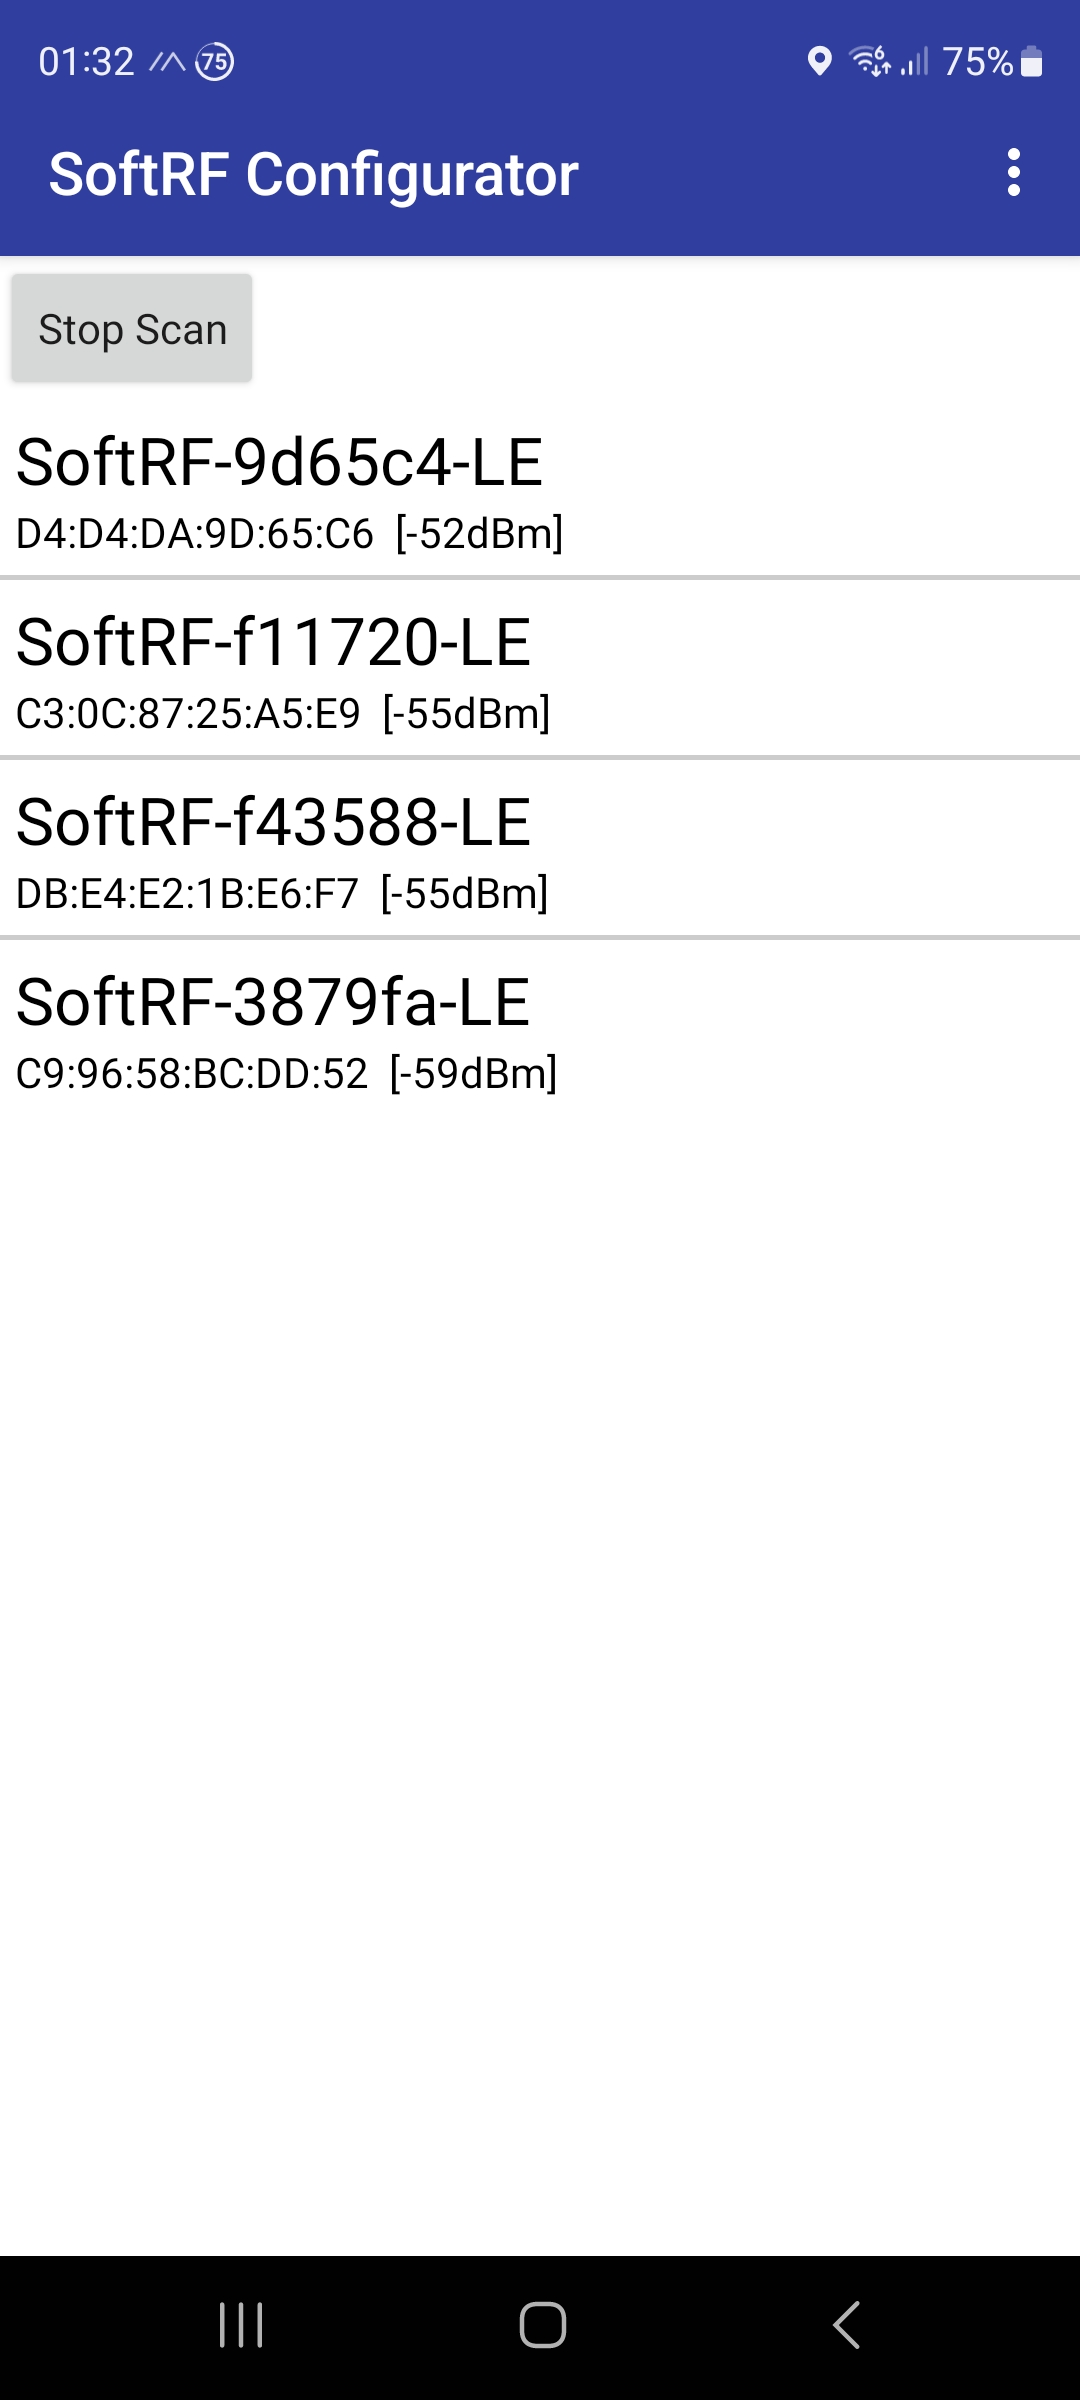 01:32 75 6 75%
SoftRF Configurator
Stop Scan
SoftRF-9d65c4-LE
D4:D4:DA:9D:65:C6 [-52dBm]
SoftRF-f11720-LE
C3:0C:87:25:A5:E9 [-55dBm]
SoftRF-f43588-LE
DB:E4:E2:1B:E6:F7 [-55dBm]
SoftRF-3879fa-LE
C9:96:58:BC:DD:52 [-59dBm]